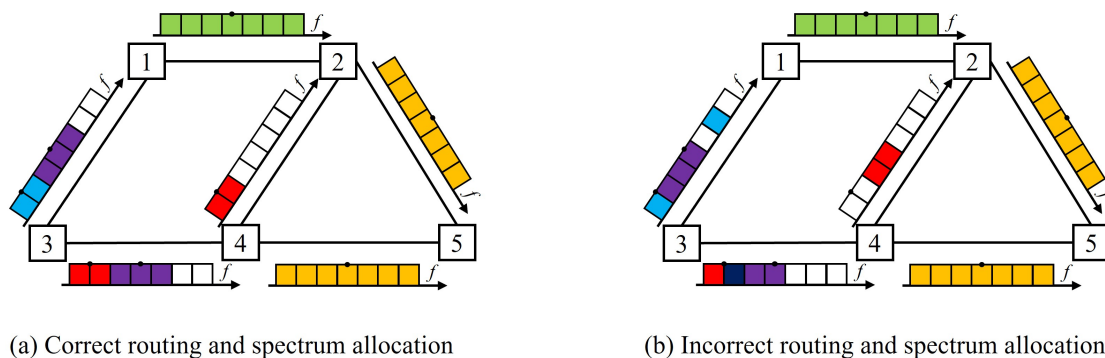 f f
1 2 1 2
f f f f
f f
3 4 5 3 4 5
f f f f
(a) Correct routing and spectrum allocation (b) Incorrect routing and spectrum allocation